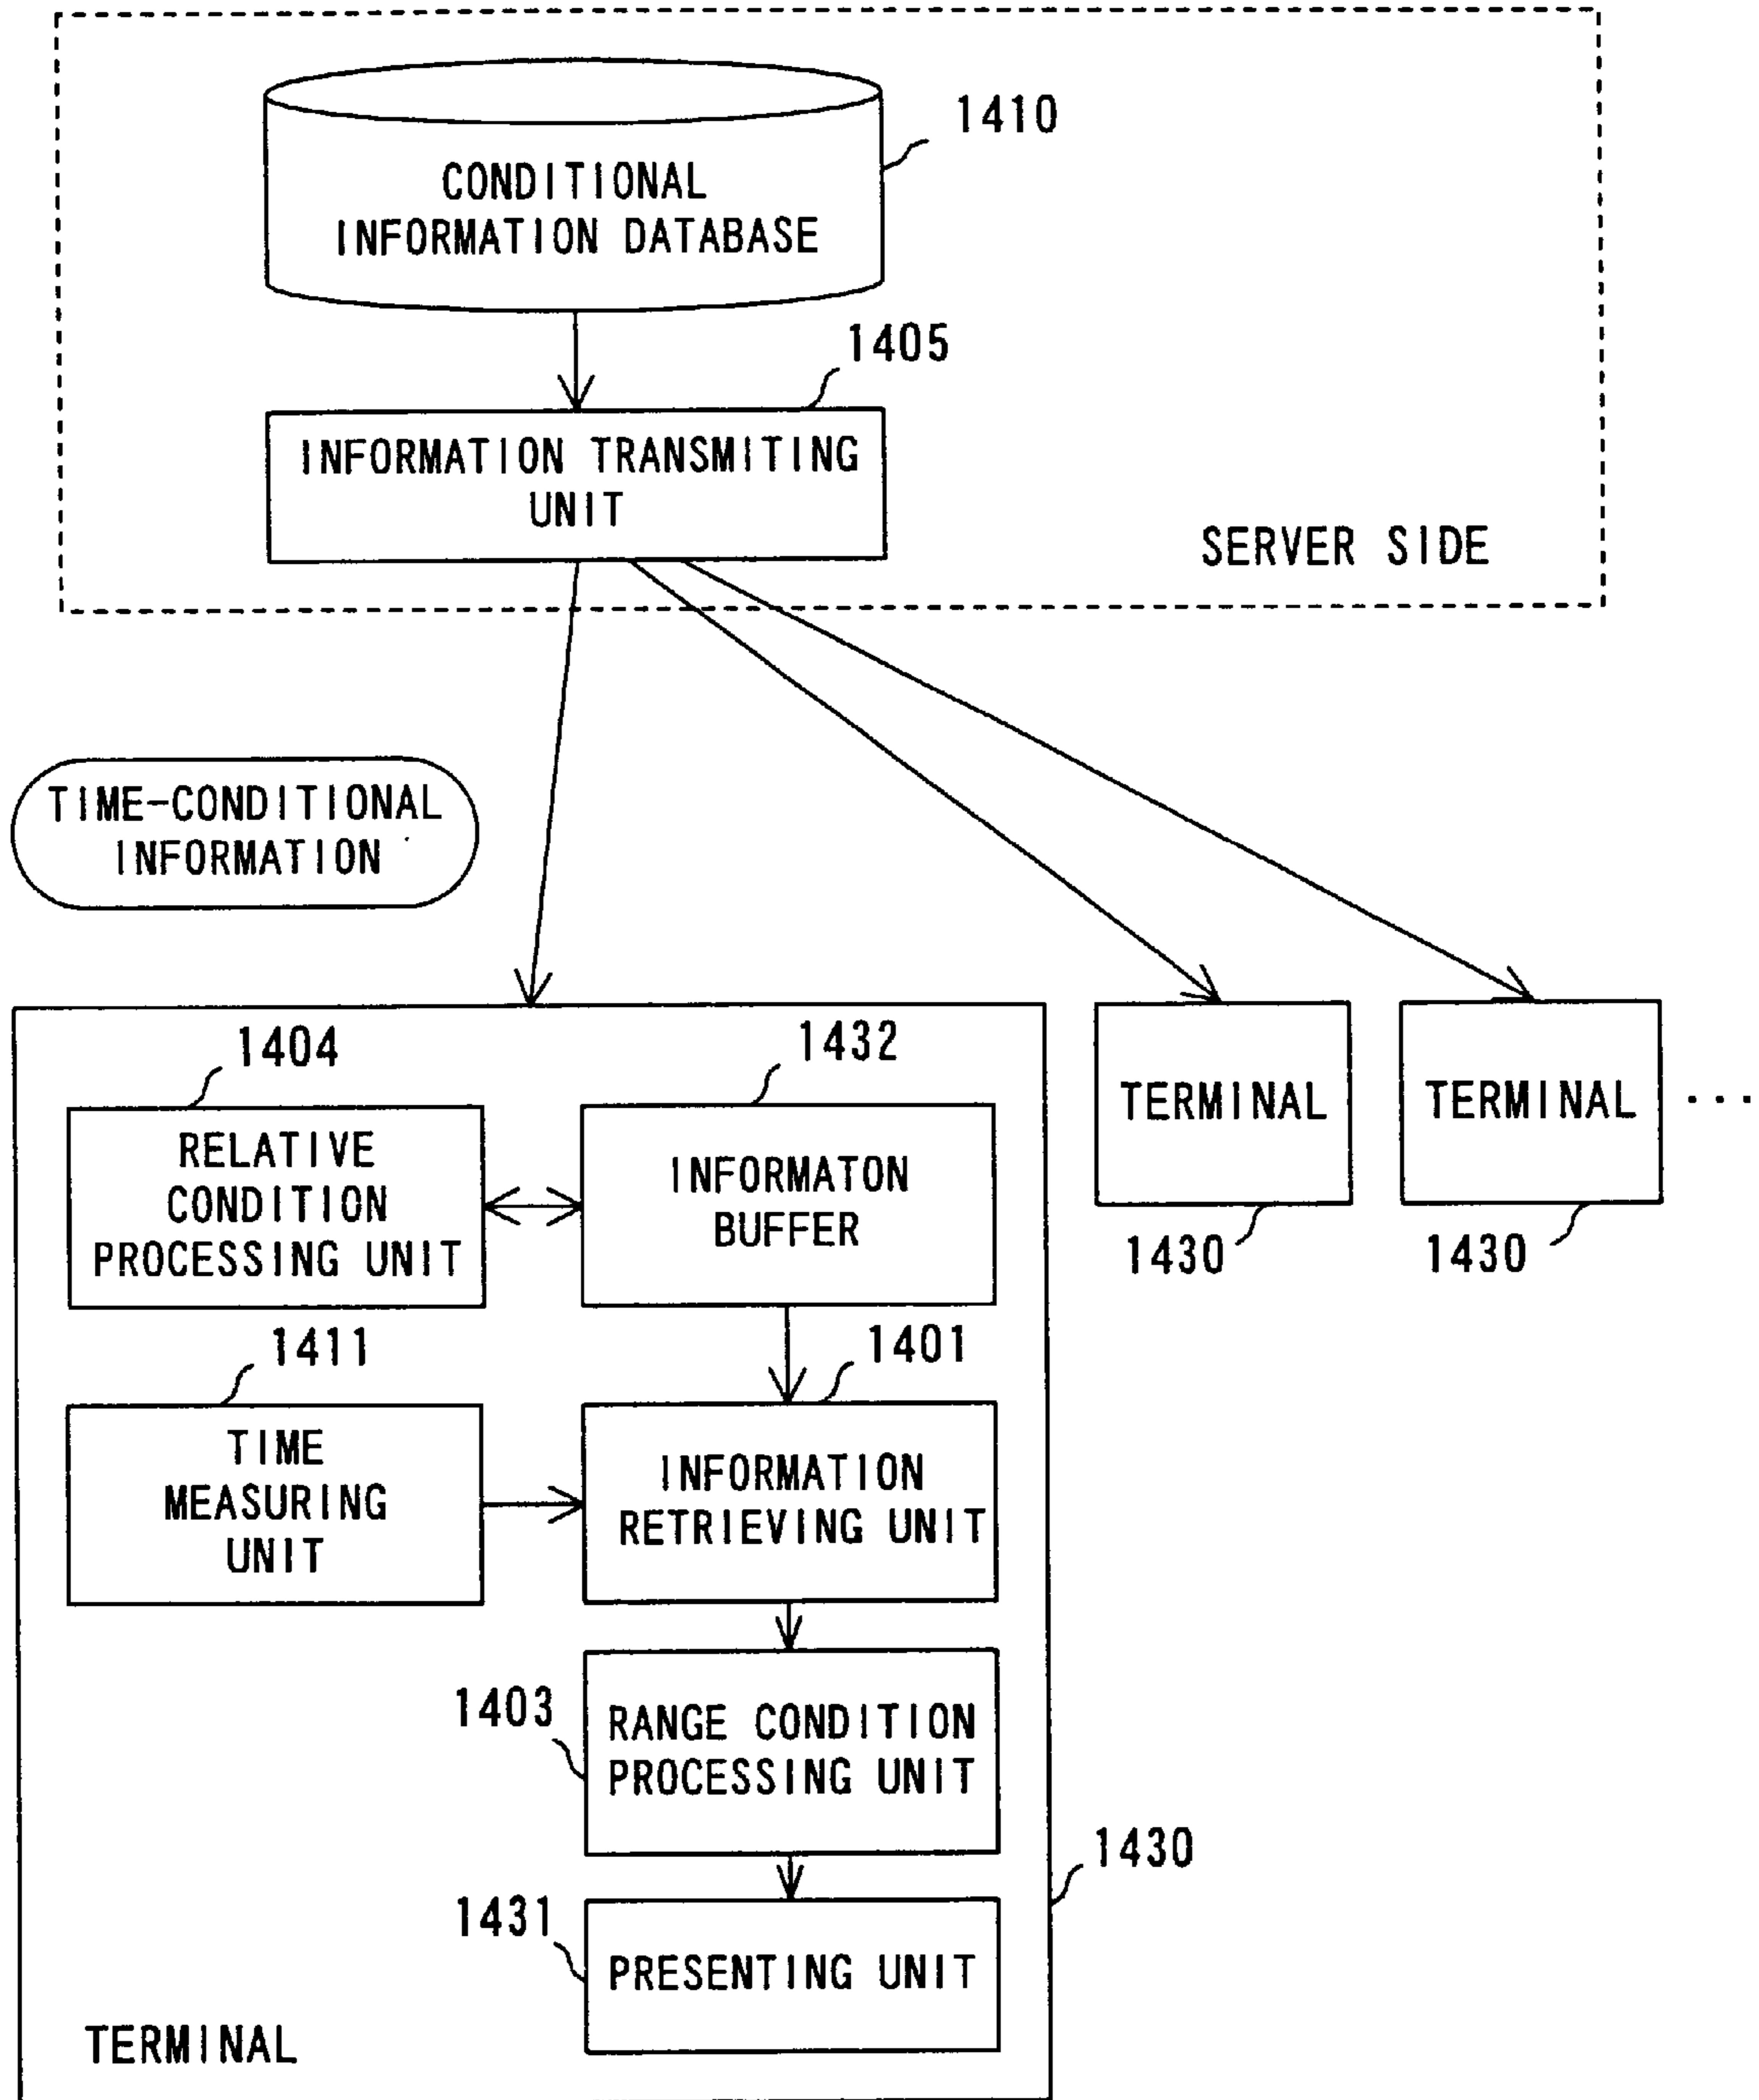 1410
CONDITIONAL
INFORMATION DATABASE
1405
INFORMATION TRANSMITING
UNIT
SERVER SIDE
TIME-CONDITIONAL
INFORMATION
1404
1432
RELATIVE
CONDITION
PROCESSING UNIT
INFORMATON
BUFFER
TERMINAL
TERMINAL
...
1430
1430
1411
1401
TIME
MEASURING
UNIT
INFORMATION
RETRIEVING UNIT
1403
RANGE CONDITION
PROCESSING UNIT
1430
1431
PRESENTING UNIT
TERMINAL